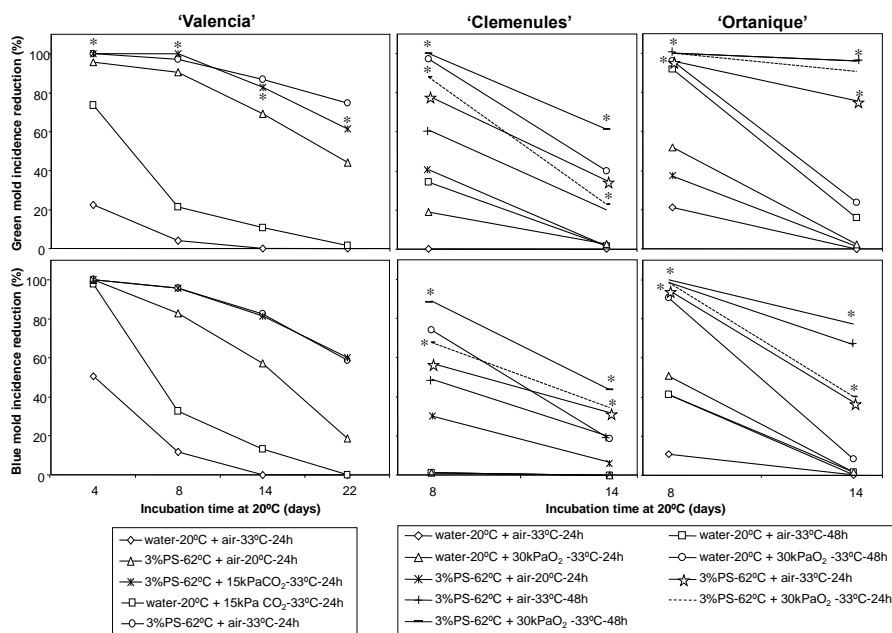 ‘Valencia’
‘Clemenules’
‘Ortanique’
Green mold incidence reduction (%)
100
80
60
40
20
0
* * * *
* * * *
* * * *
Blue mold incidence reduction (%)
100
80
60
40
20
0
* * * *
* * * *
4 8 14 22
8 14
8 14
Incubation time at 20ºC (days)
Incubation time at 20ºC (days)
water-20ºC + air-33ºC-24h
3%PS-62ºC + air-20ºC-24h
3%PS-62ºC + 15kPaCO₂-33ºC-24h
water-20ºC + 15kPa CO₂-33ºC-24h
3%PS-62ºC + air-33ºC-24h
water-20ºC + air-33ºC-24h
water-20ºC + 30kPaO₂ -33ºC-24h
3%PS-62ºC + air-20ºC-24h
3%PS-62ºC + air-33ºC-48h
3%PS-62ºC + 30kPaO₂ -33ºC-48h
water-20ºC + air-33ºC-48h
water-20ºC + 30kPaO₂ -33ºC-48h
3%PS-62ºC + air-33ºC-24h
3%PS-62ºC + 30kPaO₂ -33ºC-24h